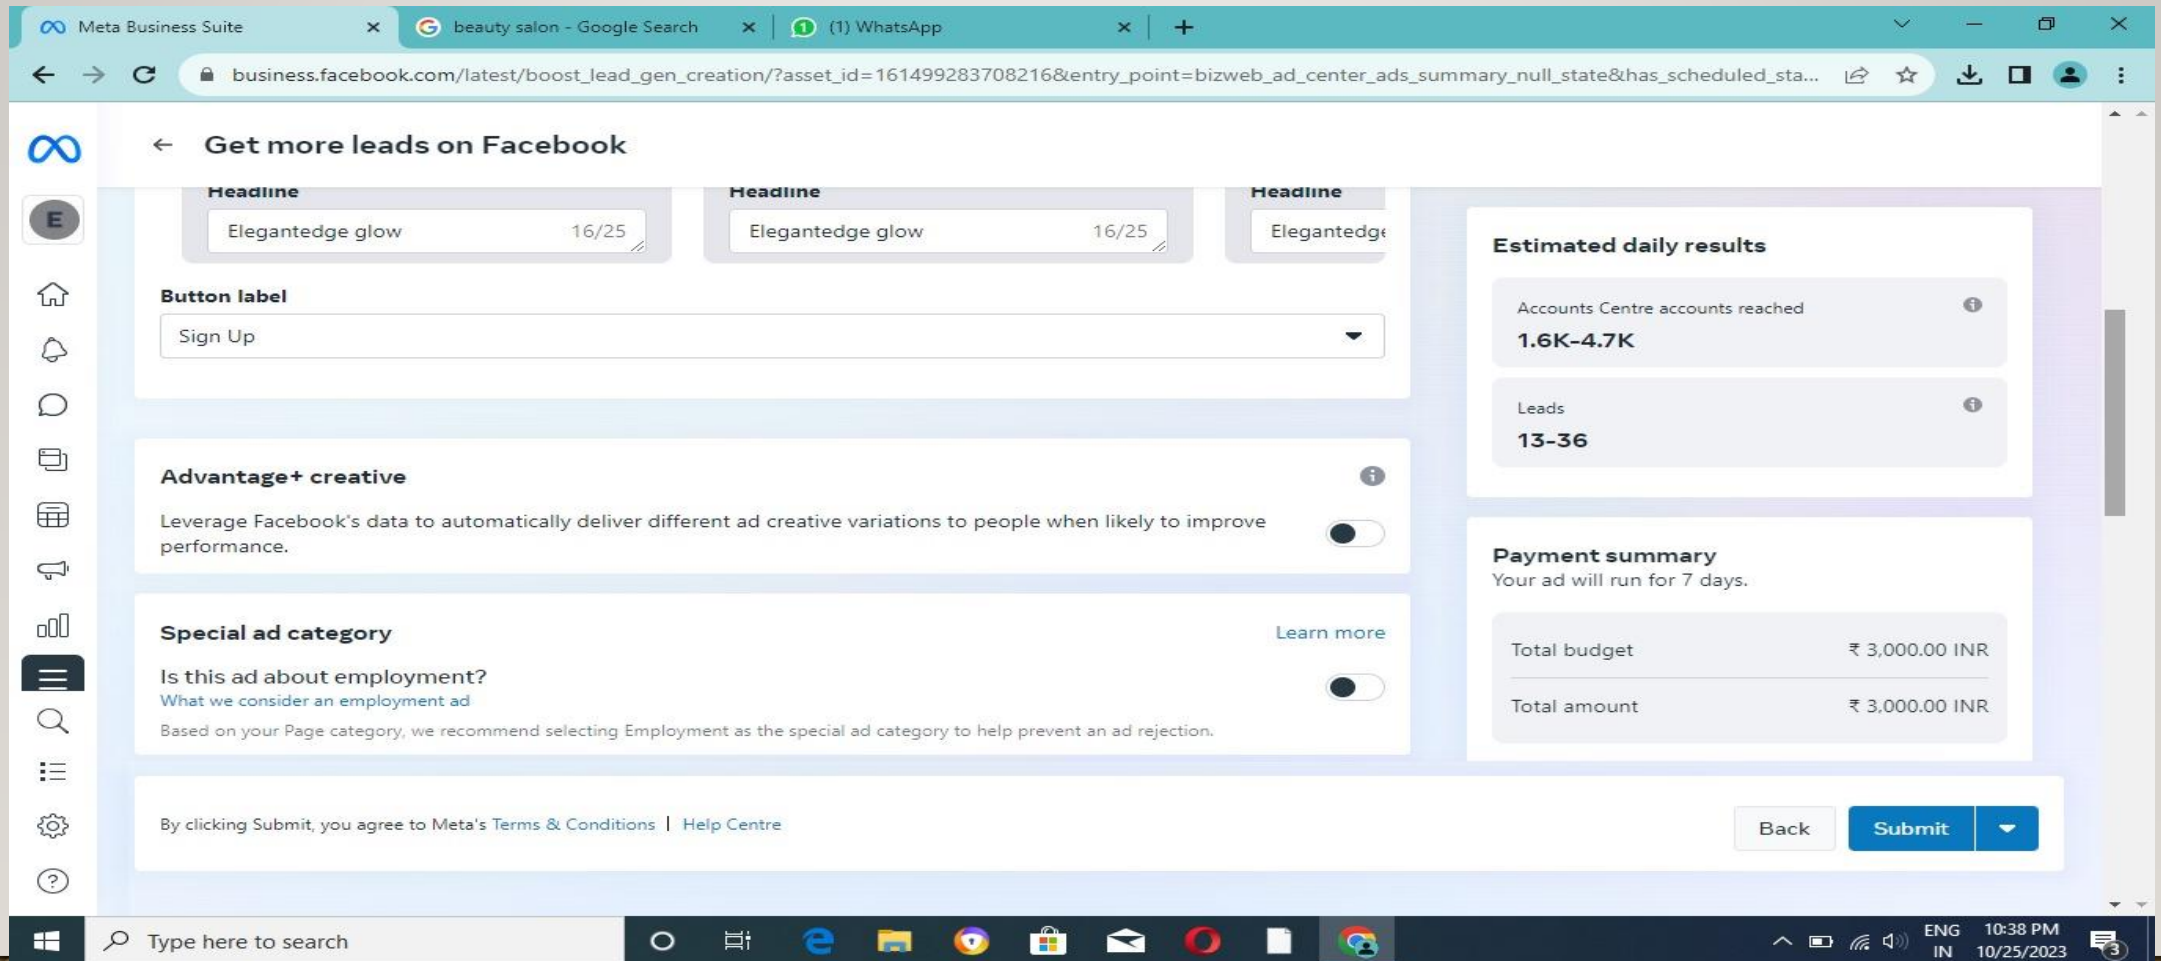 Meta Business Suite
beauty salon - Google Search
1
(1) WhatsApp
business.facebook.com/latest/boost_lead_gen_creation/?asset_id=161499283708216&entry_point=bizweb_ad_center_ads_summary_null_state&has_scheduled_sta...
Get more leads on Facebook
E
Headline
Headline
Headline
Elegantedge glow 16/25
Elegantedge glow 16/25
Elegantedge
Button label
Sign Up
Advantage+ creative
Leverage Facebook's data to automatically deliver different ad creative variations to people when likely to improve
performance.
Special ad category
Learn more
Is this ad about employment?
What we consider an employment ad
Based on your Page category, we recommend selecting Employment as the special ad category to help prevent an ad rejection.
Estimated daily results
Accounts Centre accounts reached
1.6K-4.7K
Leads
13-36
Payment summary
Your ad will run for 7 days.
Total budget ₹ 3,000.00 INR
Total amount ₹ 3,000.00 INR
By clicking Submit, you agree to Meta's Terms & Conditions | Help Centre
Back
Submit
Type here to search
ENG
IN
10:38 PM
10/25/2023
3